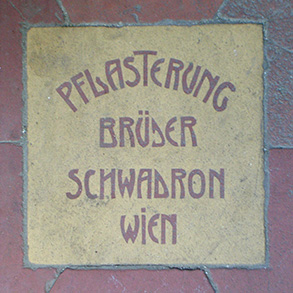 PFLASTERUNG
BRÜDER
SCHWADRON
WIEN